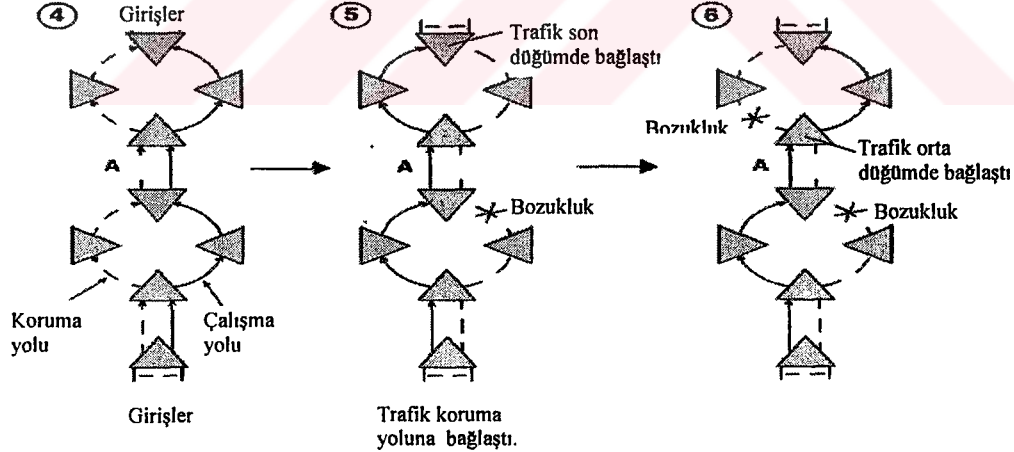 4
Girişler
A
Koruma
yolu
Çalışma
yolu
Girişler
5
Trafik son
düğümde bağlaştı
A
Bozukluk
Trafik koruma
yoluna bağlaştı.
6
Bozukluk
Trafik orta
düğümde bağlaştı
A
Bozukluk